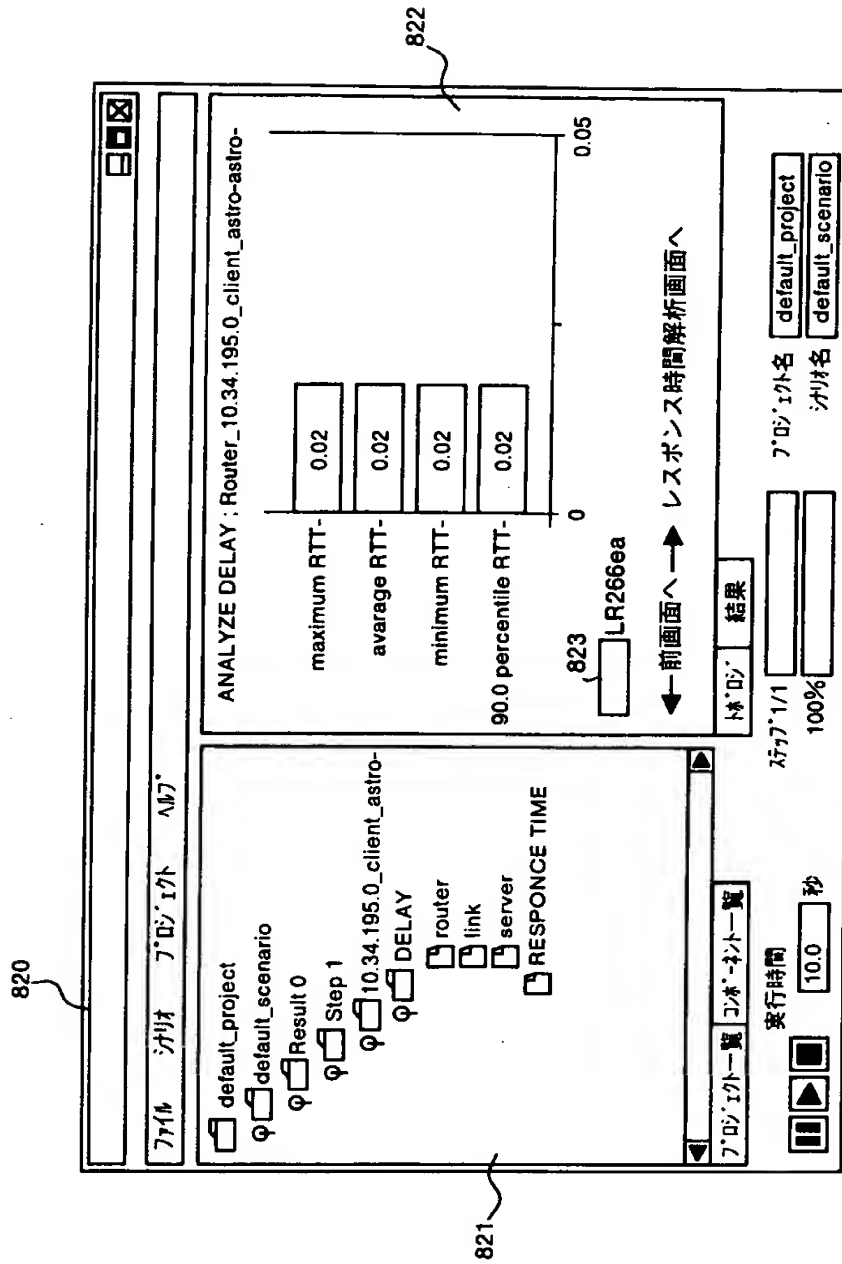 820
ファイル シナリオ プロジェクト ヘルプ
default_project
default_scenario
Result 0
Step 1
10.34.195.0_client_astro-
DELAY
router
link
server
RESPONCE TIME
821
プロジェクト一覧 コンポーネント一覧
ANALYZE DELAY ; Router_10.34.195.0_client_astro-astro-
822
maximum RTT- 0.02
avarage RTT- 0.02
minimum RTT- 0.02
90.0 percentile RTT- 0.02
0 0.05
823
LR266ea
前画面へ レスポンス時間解析画面へ
トポロジ 結果
実行時間
10.0 秒
ステップ1/1
100%
プロジェクト名 default_project
シナリオ名 default_scenario